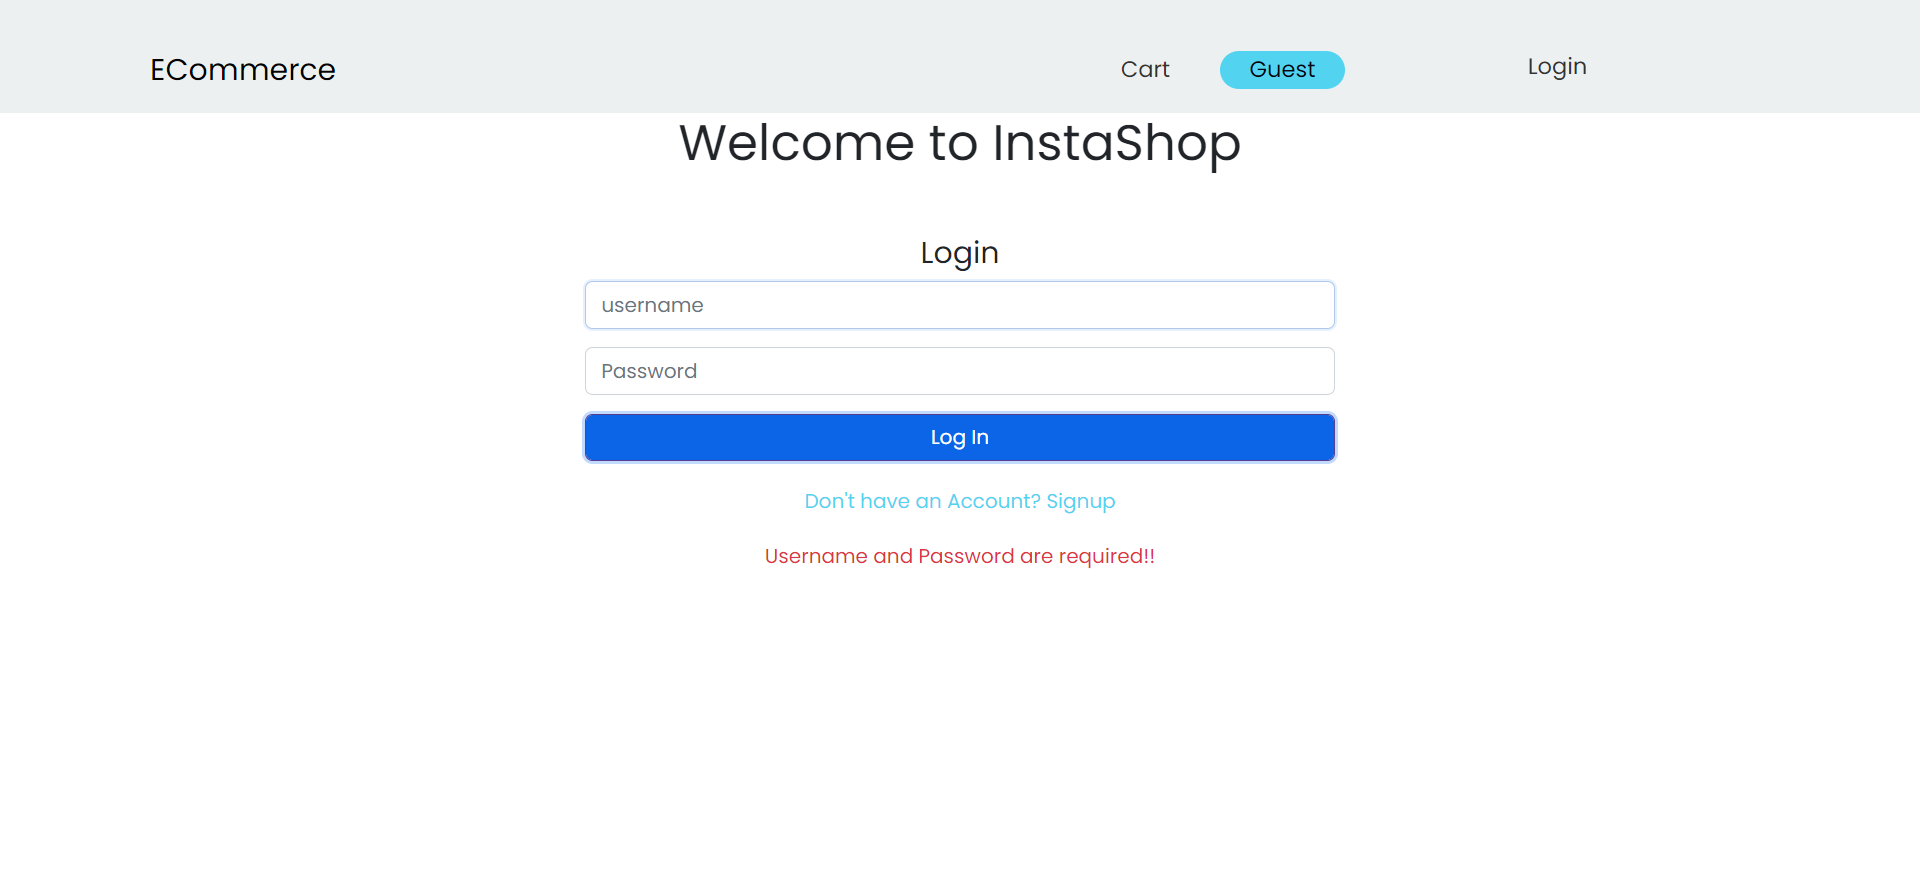 ECommerce
Cart
Guest
Login
Welcome to InstaShop
Login
username
Password
Log In
Don't have an Account? Signup
Username and Password are required!!